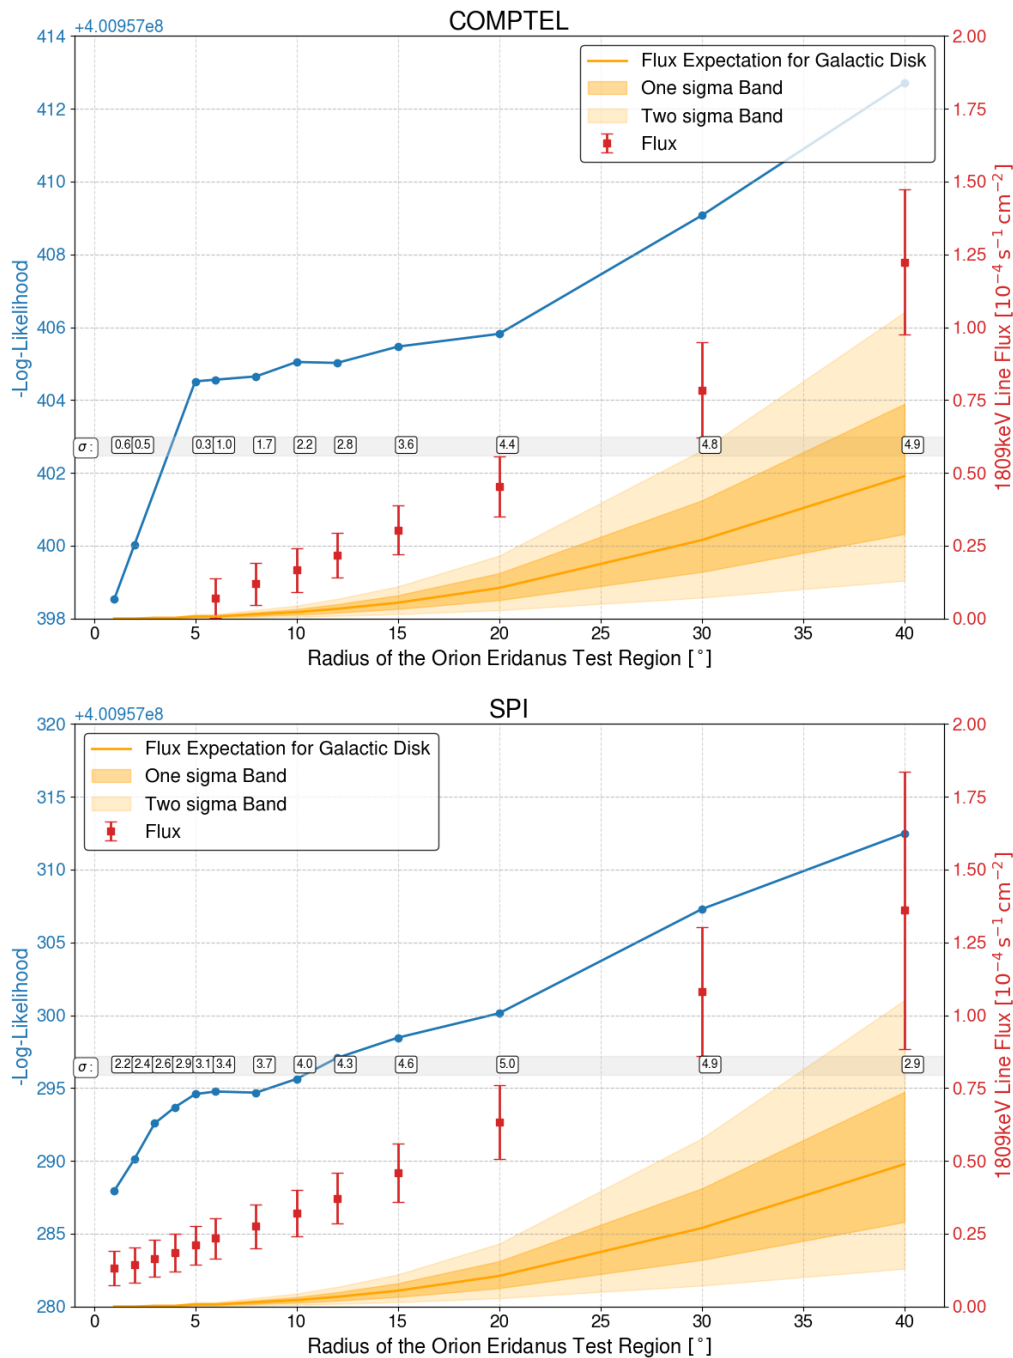 COMPTEL
+4.00957e8
414
412
410
408
406
404
402
400
398
-Log-Likelihood
2.00
1.75
1.50
1.25
1.00
0.75
0.50
0.25
0.00
1809keV Line Flux [10⁻⁴ s⁻¹ cm⁻²]
Flux Expectation for Galactic Disk
One sigma Band
Two sigma Band
Flux
σ : 0.6 0.5 0.3 1.0 1.7 2.2 2.8 3.6 4.4 4.8 4.9
0 5 10 15 20 25 30 35 40
Radius of the Orion Eridanus Test Region [°]
SPI
+4.00957e8
320
315
310
305
300
295
290
285
280
-Log-Likelihood
2.00
1.75
1.50
1.25
1.00
0.75
0.50
0.25
0.00
1809keV Line Flux [10⁻⁴ s⁻¹ cm⁻²]
Flux Expectation for Galactic Disk
One sigma Band
Two sigma Band
Flux
σ : 2.2 2.4 2.6 2.9 3.1 3.4 3.7 4.0 4.3 4.6 5.0 4.9 2.9
0 5 10 15 20 25 30 35 40
Radius of the Orion Eridanus Test Region [°]